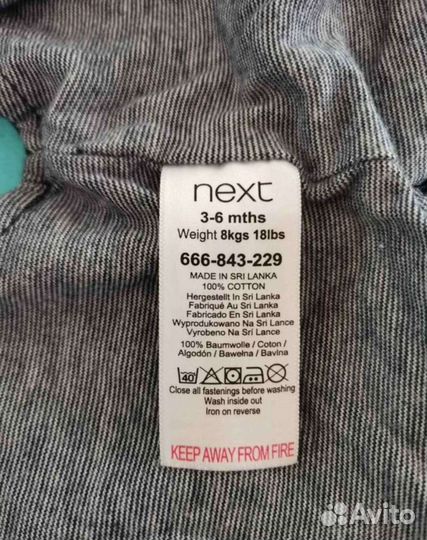 next
3-6 mths
Weight 8kgs 18lbs
666-843-229
MADE IN SRI LANKA
100% COTTON
Hergestellt In Sri Lanka
Fabriqué Au Sri Lanka
Fabricado En Sri Lanka
Wyprodukowano Na Sri Lance
Vyrobeno Na Sri Lance
100% Baumwolle / Coton /
Algodón / Bawełna / Bavlna
40
Close all fastenings before washing
Wash inside out
Iron on reverse
KEEP AWAY FROM FIRE
Avito